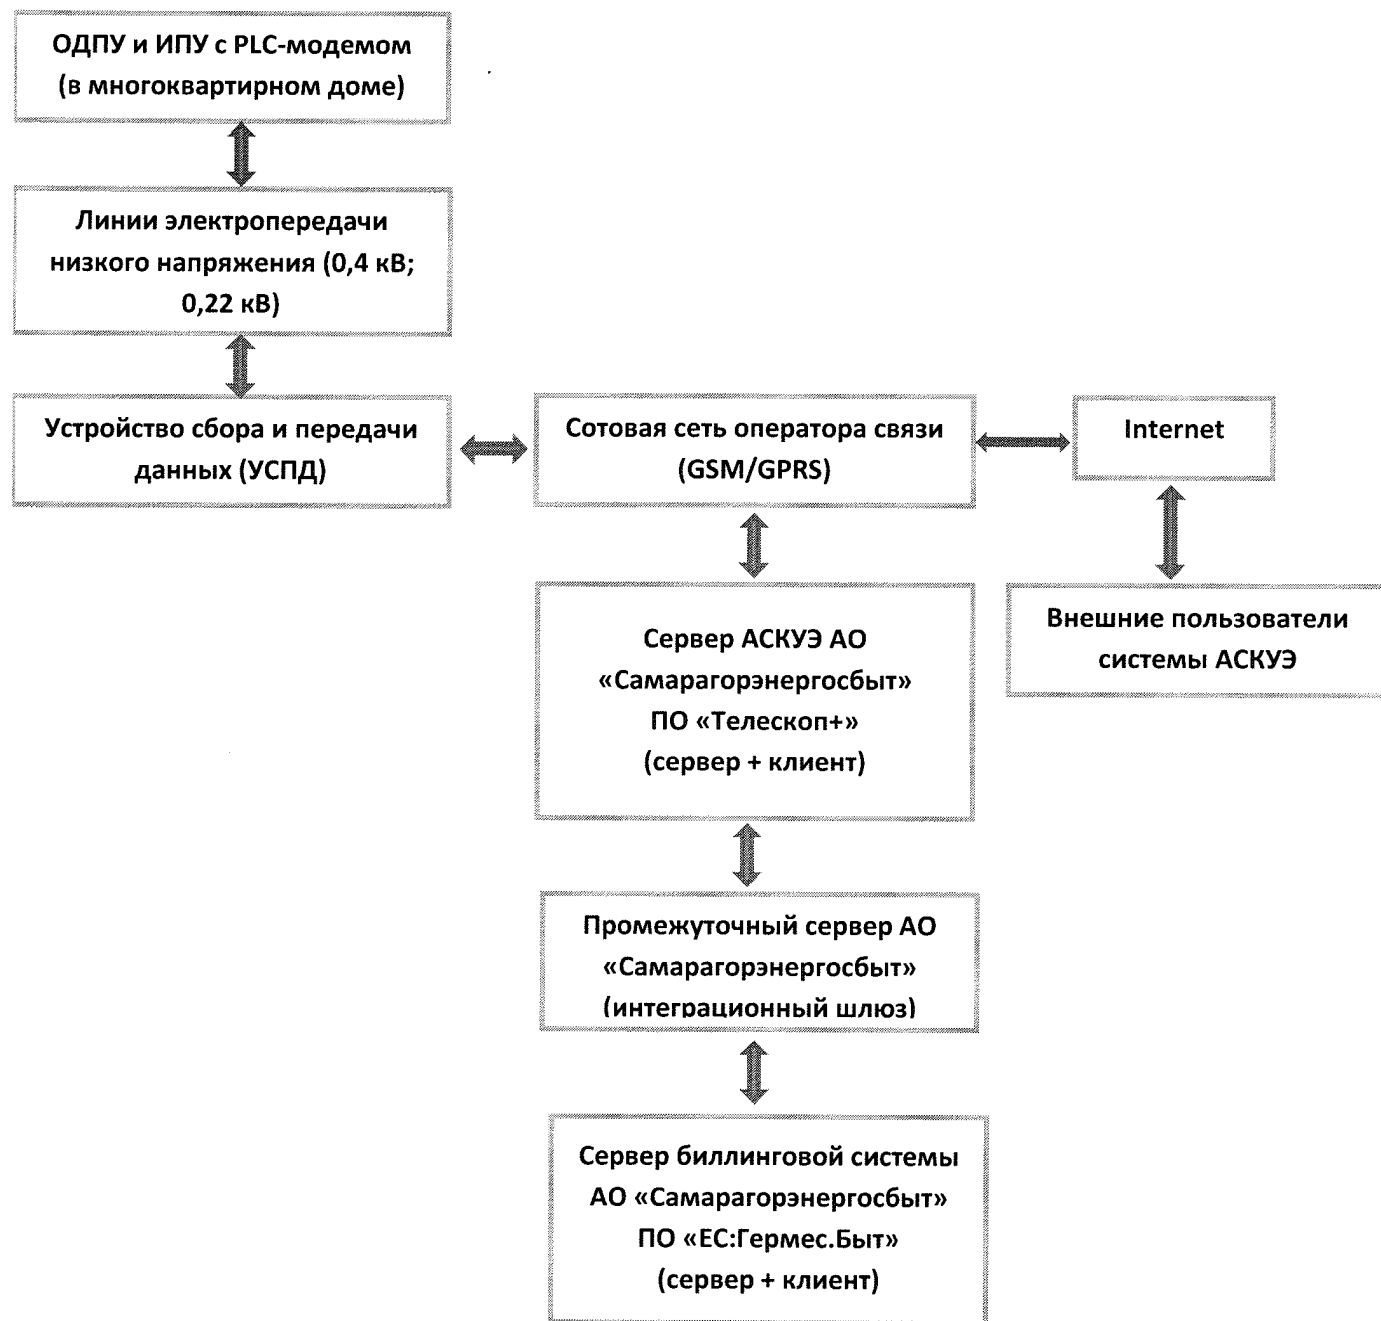 ОДПУ и ИПУ с PLC-модемом
(в многоквартирном доме)
Линии электропередачи
низкого напряжения (0,4 кВ;
0,22 кВ)
Устройство сбора и передачи
данных (УСПД)
Сотовая сеть оператора связи
(GSM/GPRS)
Internet
Сервер АСКУЭ АО
«Самарагорэнергосбыт»
ПО «Телескоп+»
(сервер + клиент)
Внешние пользователи
системы АСКУЭ
Промежуточный сервер АО
«Самарагорэнергосбыт»
(интеграционный шлюз)
Сервер биллинговой системы
АО «Самарагорэнергосбыт»
ПО «ЕС:Гермес.Быт»
(сервер + клиент)